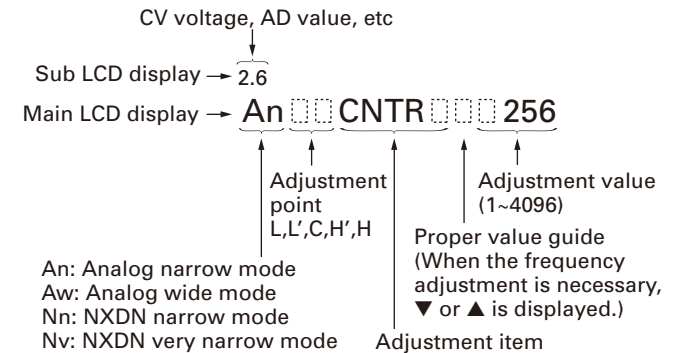 CV voltage, AD value, etc
Sub LCD display → 2.6
Main LCD display → An CNTR 256
Adjustment
point
L,L',C,H',H
Adjustment value
(1~4096)
Proper value guide
(When the frequency
adjustment is necessary,
▼ or ▲ is displayed.)
An: Analog narrow mode
Aw: Analog wide mode
Nn: NXDN narrow mode
Nv: NXDN very narrow mode
Adjustment item